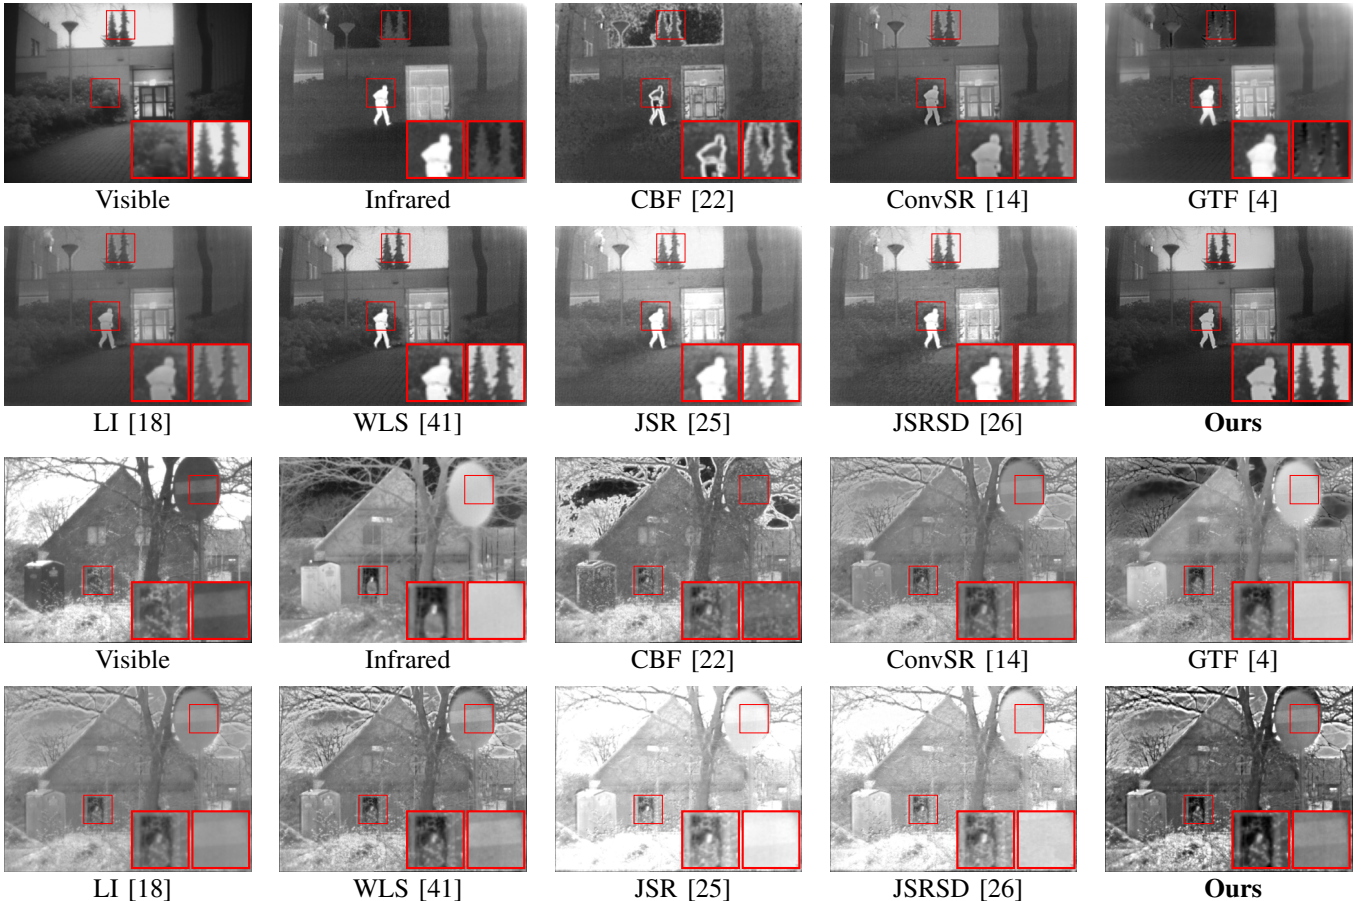 Visible Infrared CBF [22] ConvSR [14] GTF [4]
LI [18] WLS [41] JSR [25] JSRSD [26] Ours
Visible Infrared CBF [22] ConvSR [14] GTF [4]
LI [18] WLS [41] JSR [25] JSRSD [26] Ours